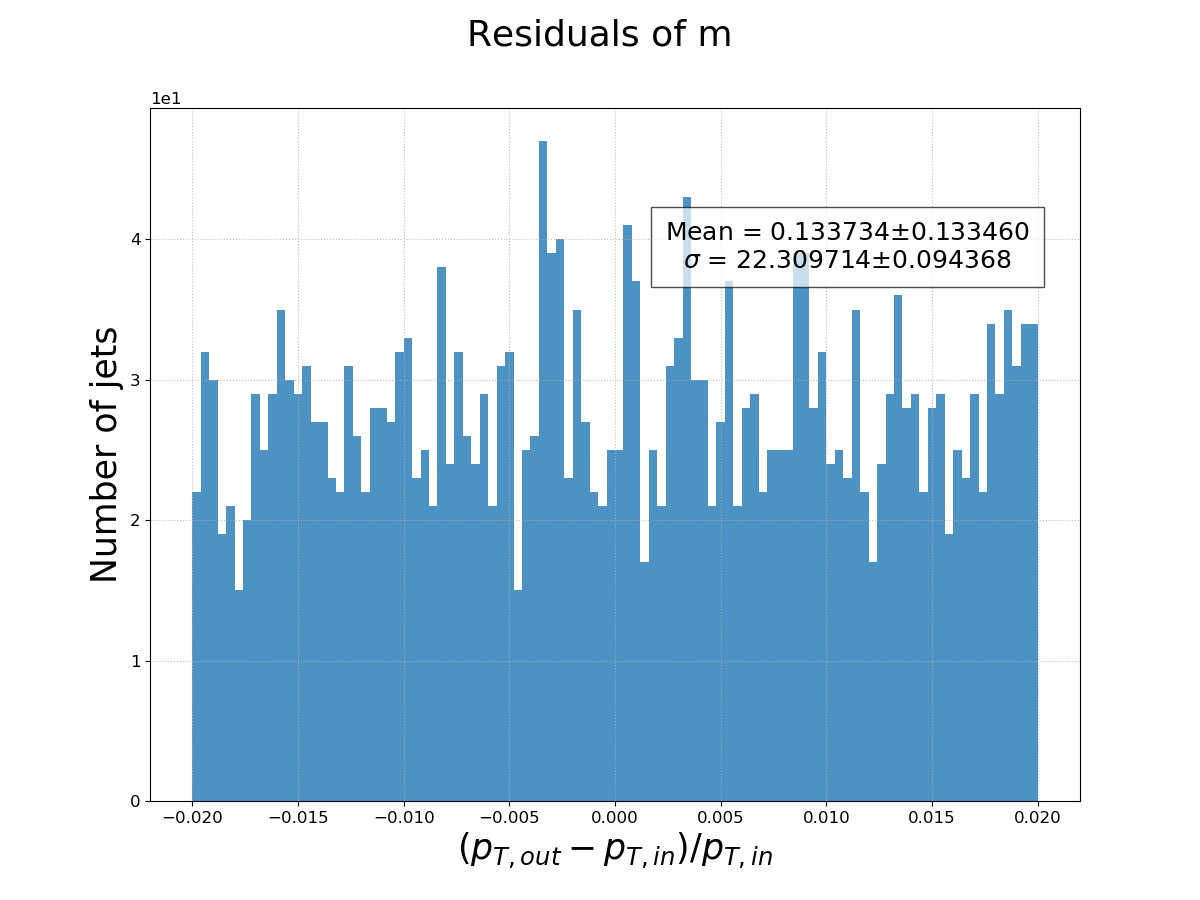 Residuals of m
1e1
Mean = 0.133734±0.133460
σ = 22.309714±0.094368
4
3
2
1
0
Number of jets
−0.020 −0.015 −0.010 −0.005 0.000 0.005 0.010 0.015 0.020
(p_{T,out} − p_{T,in})/p_{T,in}